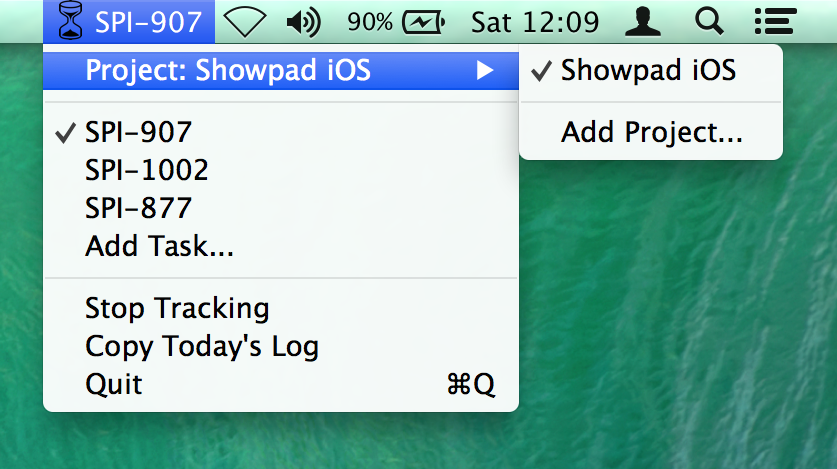 SPI-907 90% Sat 12:09
Project: Showpad iOS
Showpad iOS
Add Project...
SPI-907
SPI-1002
SPI-877
Add Task...
Stop Tracking
Copy Today's Log
Quit ⌘Q